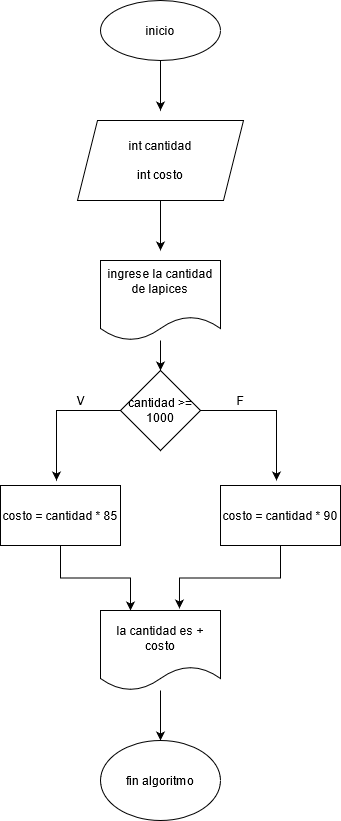 inicio
int cantidad
int costo
ingrese la cantidad
de lapices
cantidad >=
1000
V
F
costo = cantidad * 85
costo = cantidad * 90
la cantidad es +
costo
fin algoritmo